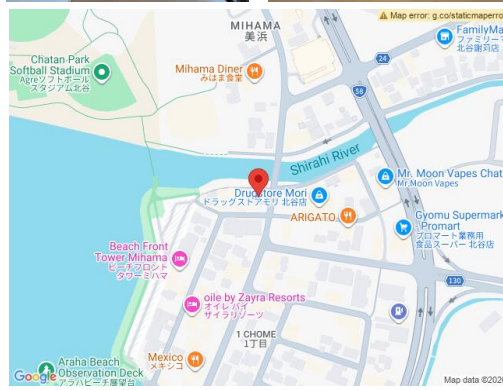 MIHAMA
美浜
Map error: g.co/staticmaperro
FamilyMa
ファミリーマ
北谷謝苅店
Chatan Park
Softball Stadium
Agreソフトボール
スタジアム北谷
Mihama Diner
みはま食堂
24
58
Shirahi River
Mr. Moon Vapes Chat
Mr.Moon Vapes
Drugstore Mori
ドラッグストアモリ 北谷店
ARIGATO
Gyomu Supermarket
Promart
プロマート業務用
食品スーパー 北谷店
Beach Front
Tower Mihama
ビーチフロント
タワーミハマ
130
oile by Zayra Resorts
オイレ バイ
ザイラリゾーツ
1 CHOME
1丁目
Mexico
メキシコ
Araha Beach
Observation Deck
アラハビーチ展望台
Google
Map data ©202